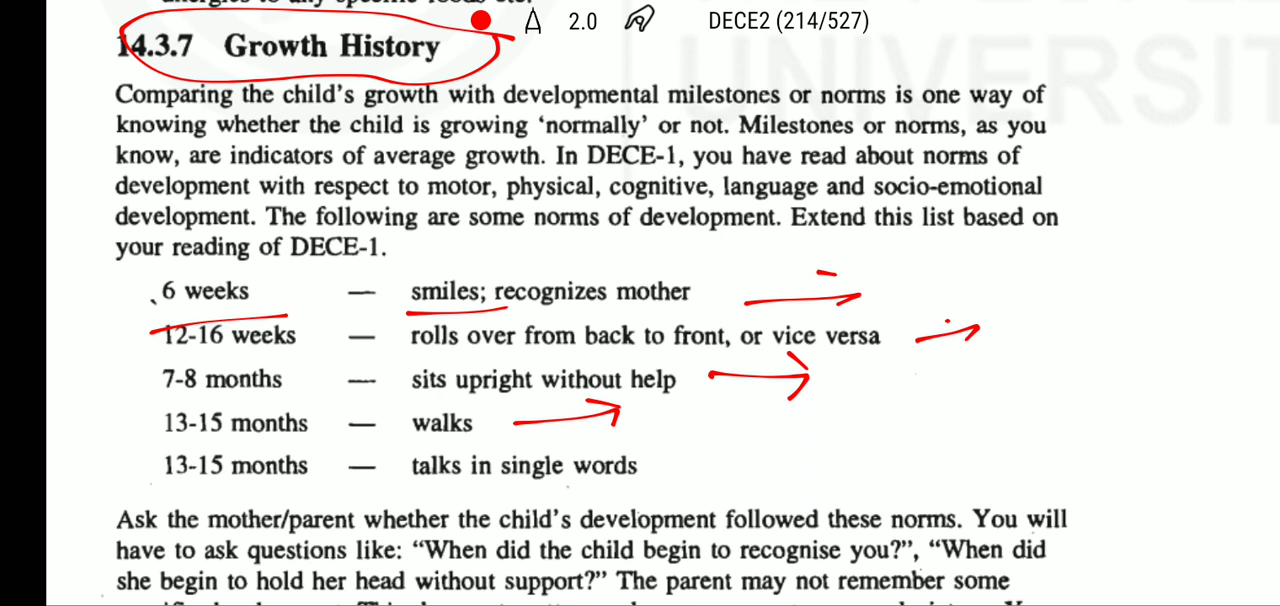 14.3.7 Growth History
2.0 DECE2 (214/527)
UNIVERSIT
Comparing the child's growth with developmental milestones or norms is one way of
knowing whether the child is growing ‘normally’ or not. Milestones or norms, as you
know, are indicators of average growth. In DECE-1, you have read about norms of
development with respect to motor, physical, cognitive, language and socio-emotional
development. The following are some norms of development. Extend this list based on
your reading of DECE-1.
6 weeks — smiles; recognizes mother
12-16 weeks — rolls over from back to front, or vice versa
7-8 months — sits upright without help
13-15 months — walks
13-15 months — talks in single words
Ask the mother/parent whether the child's development followed these norms. You will
have to ask questions like: “When did the child begin to recognise you?”, “When did
she begin to hold her head without support?” The parent may not remember some